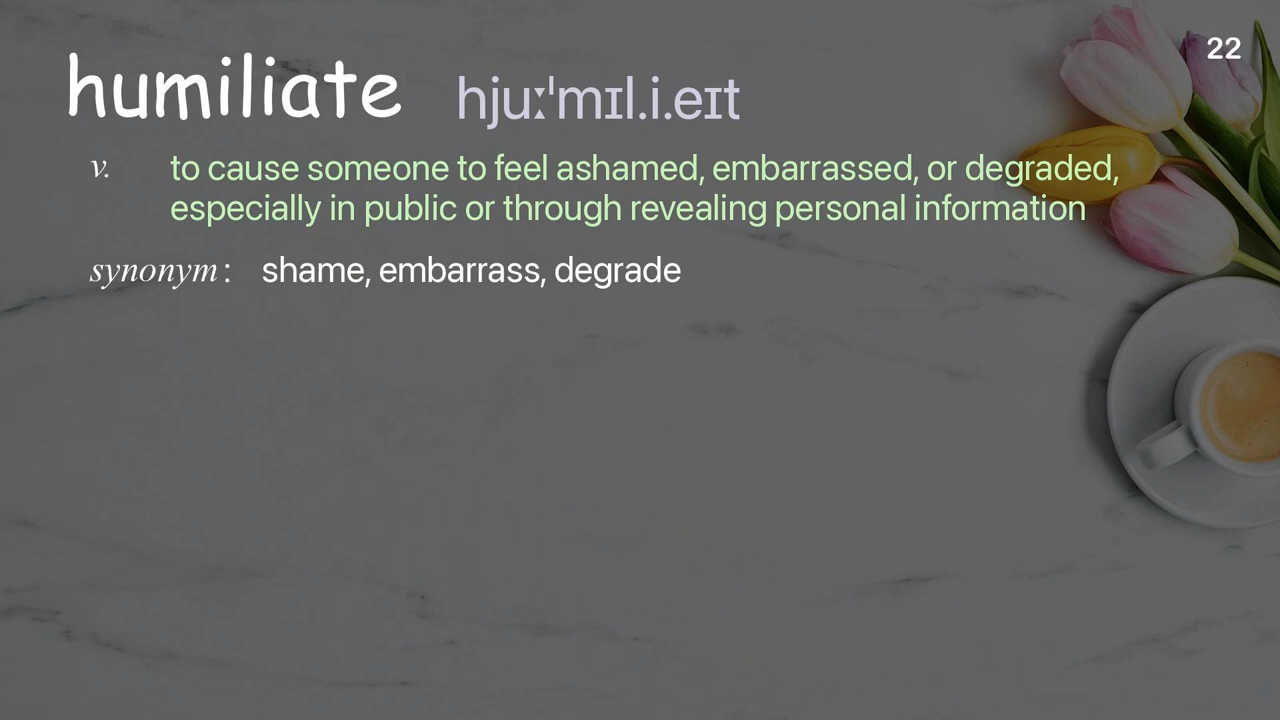 22
humiliate hjuːˈmɪl.i.eɪt
v. to cause someone to feel ashamed, embarrassed, or degraded,
especially in public or through revealing personal information
synonym: shame, embarrass, degrade